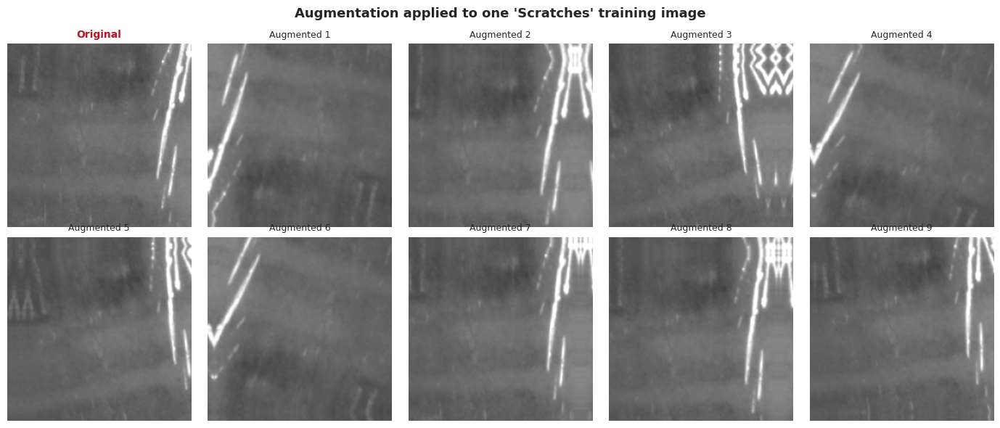 Augmentation applied to one 'Scratches' training image
Original
Augmented 1
Augmented 2
Augmented 3
Augmented 4
Augmented 5
Augmented 6
Augmented 7
Augmented 8
Augmented 9